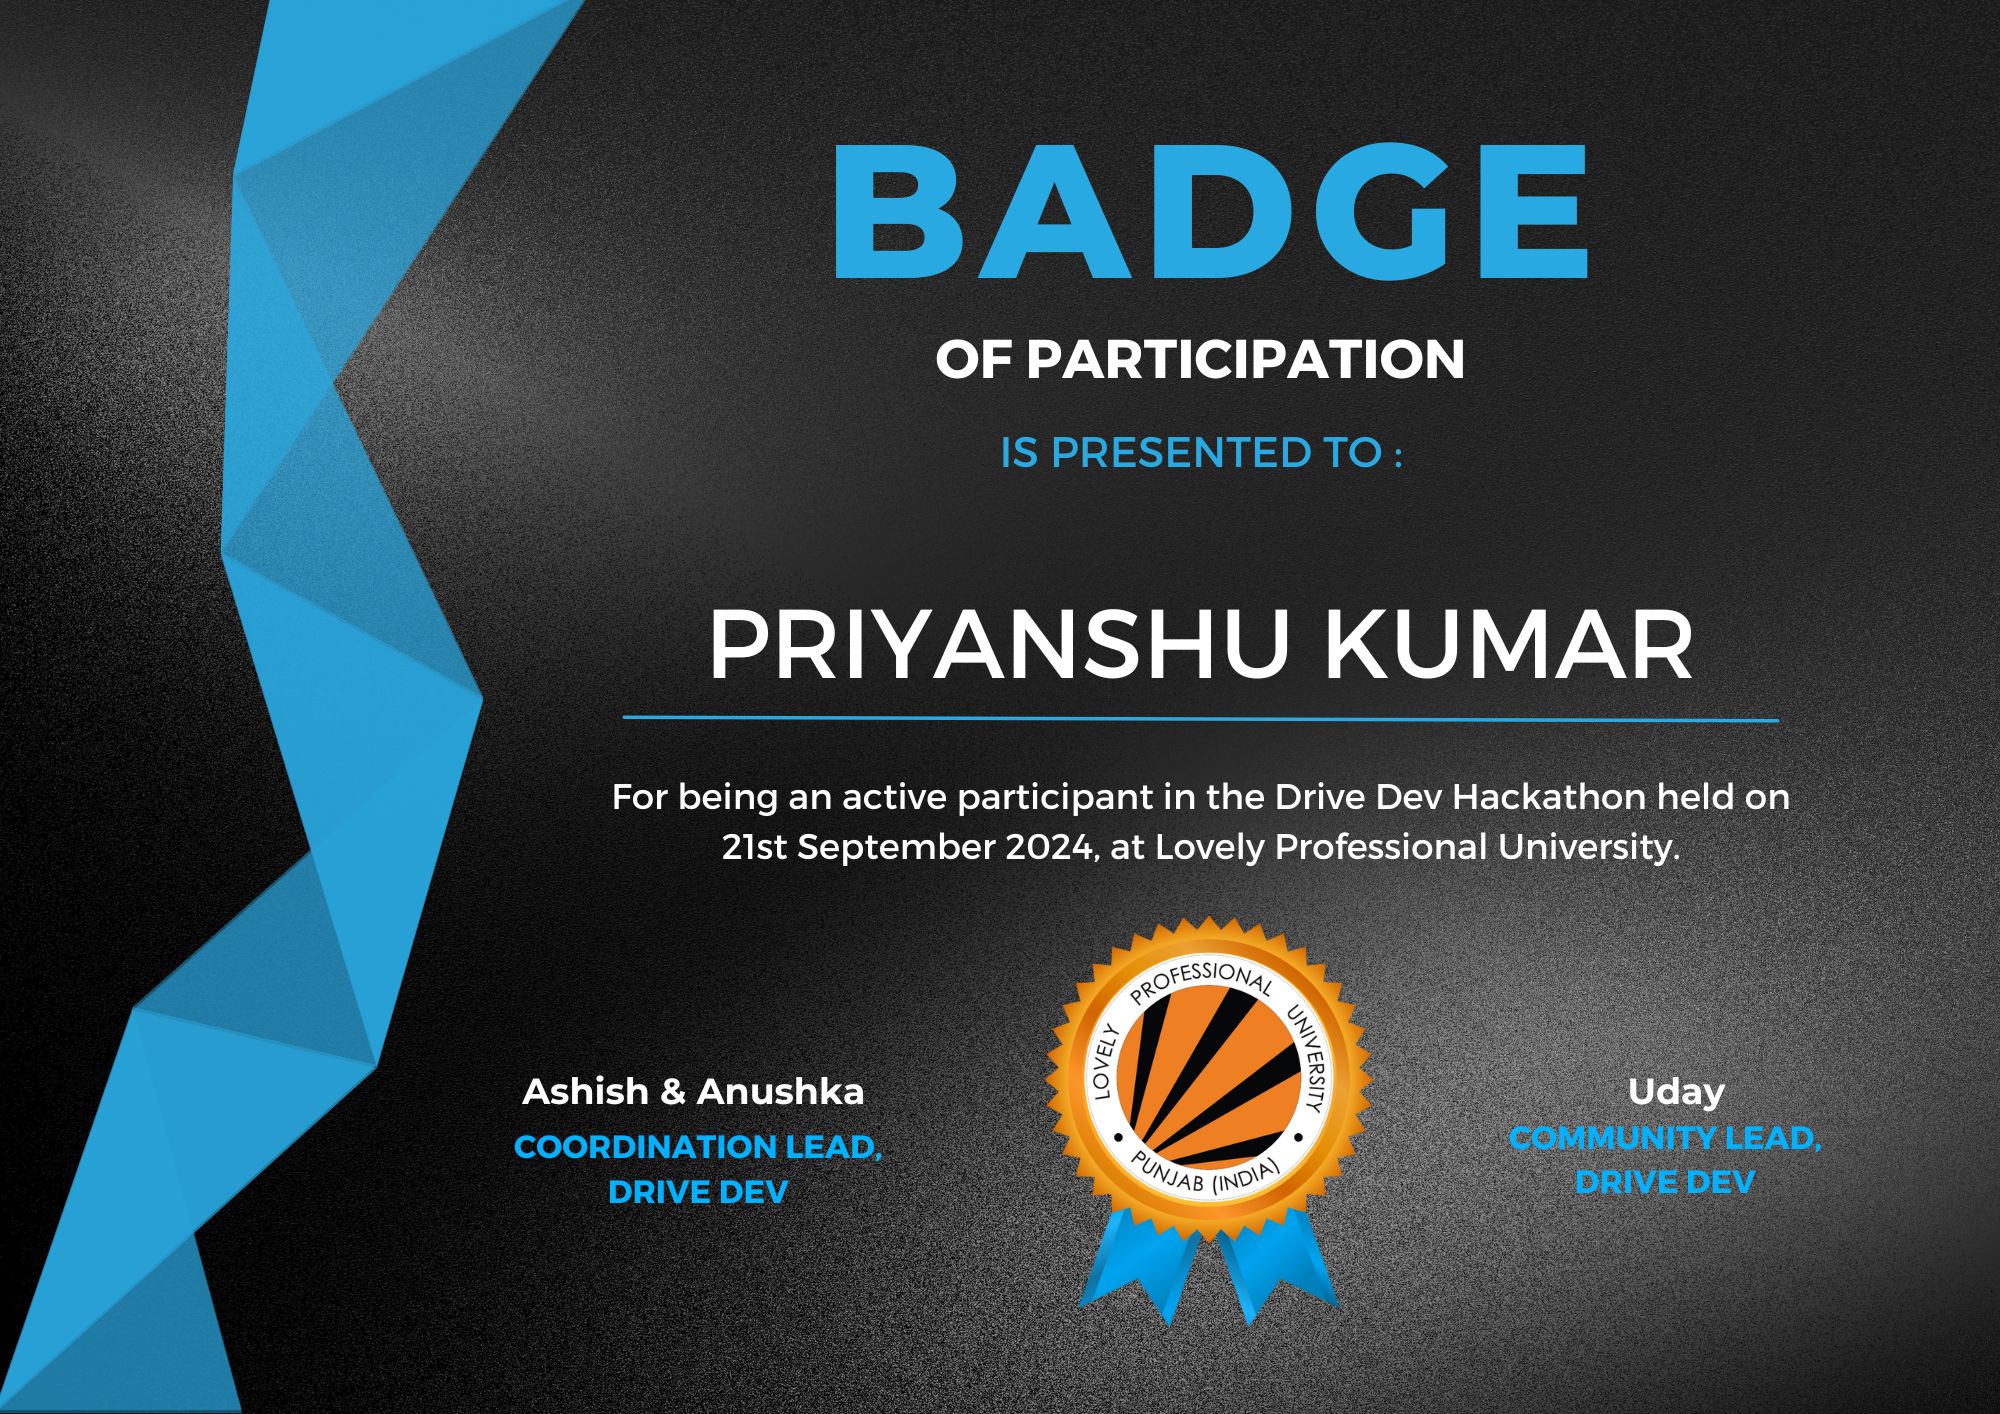 BADGE
OF PARTICIPATION
IS PRESENTED TO :
PRIYANSHU KUMAR
For being an active participant in the Drive Dev Hackathon held on
21st September 2024, at Lovely Professional University.
LOVELY PROFESSIONAL UNIVERSITY
• PUNJAB (INDIA) •
Ashish & Anushka
COORDINATION LEAD,
DRIVE DEV
Uday
COMMUNITY LEAD,
DRIVE DEV